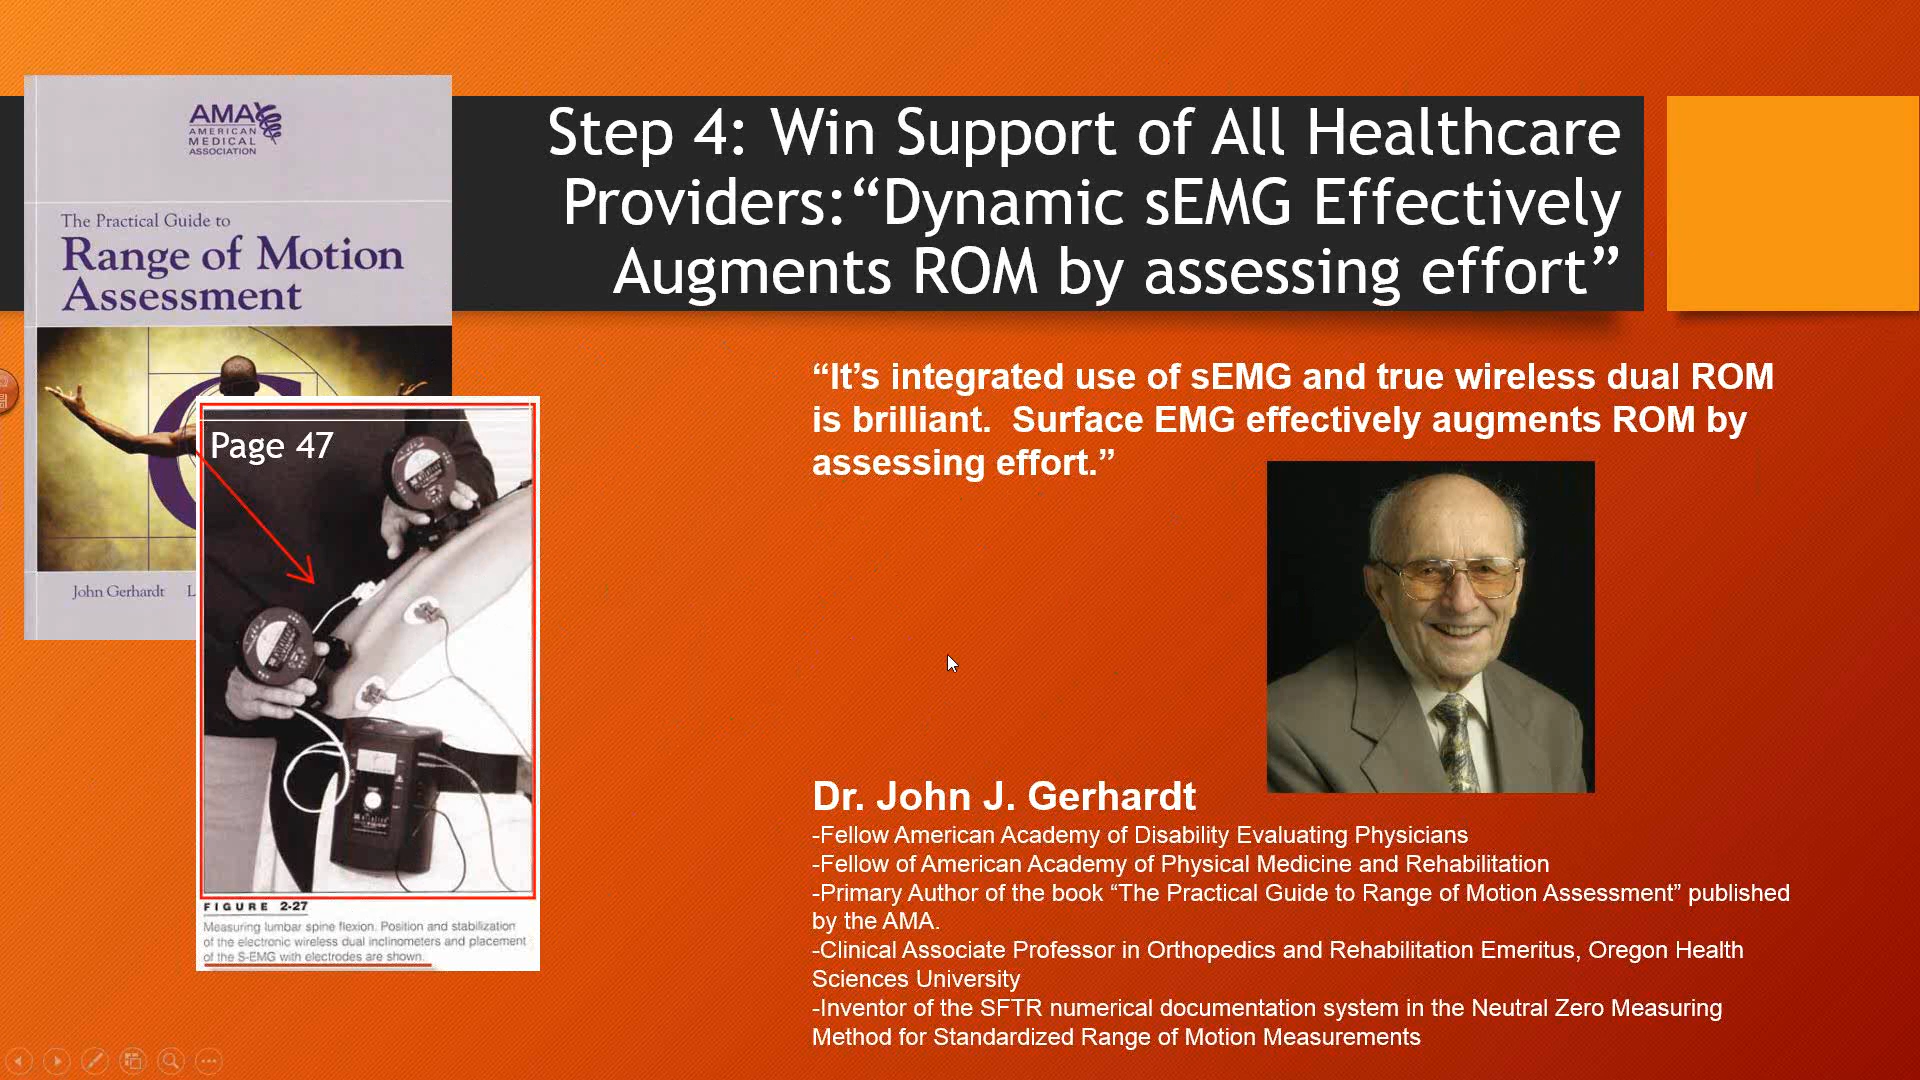 AMA
AMERICAN
MEDICAL
ASSOCIATION
The Practical Guide to
Range of Motion
Assessment
John Gerhardt L
Step 4: Win Support of All Healthcare
Providers:“Dynamic sEMG Effectively
Augments ROM by assessing effort”
Page 47
FIGURE 2-27
Measuring lumbar spine flexion. Position and stabilization
of the electronic wireless dual inclinometers and placement
of the S-EMG with electrodes are shown.
“It’s integrated use of sEMG and true wireless dual ROM
is brilliant.  Surface EMG effectively augments ROM by
assessing effort.”
Dr. John J. Gerhardt
-Fellow American Academy of Disability Evaluating Physicians
-Fellow of American Academy of Physical Medicine and Rehabilitation
-Primary Author of the book “The Practical Guide to Range of Motion Assessment” published
by the AMA.
-Clinical Associate Professor in Orthopedics and Rehabilitation Emeritus, Oregon Health
Sciences University
-Inventor of the SFTR numerical documentation system in the Neutral Zero Measuring
Method for Standardized Range of Motion Measurements